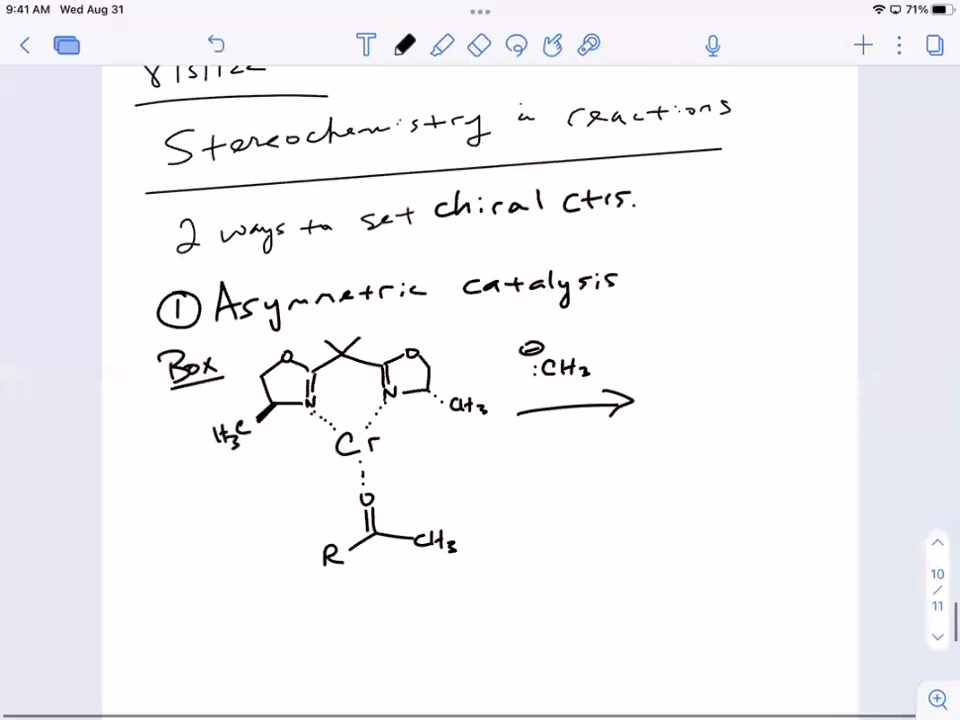 9:41 AM Wed Aug 31 71%
T
Stereochemistry in reactions
2 ways to set chiral ctrs.
① Asymmetric catalysis
Box
O O
⊖
:CH3
N N
CH3
H3C
Cr
O
R CH3
10
/
11